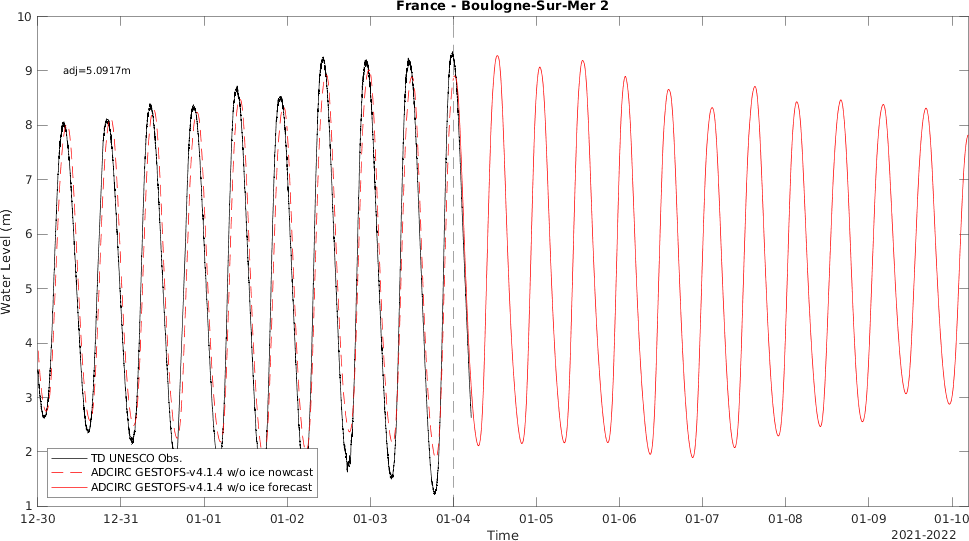 France - Boulogne-Sur-Mer 2
adj=5.0917m
10
9
8
7
6
5
4
3
2
1
Water Level (m)
TD UNESCO Obs.
ADCIRC GESTOFS-v4.1.4 w/o ice nowcast
ADCIRC GESTOFS-v4.1.4 w/o ice forecast
12-30 12-31 01-01 01-02 01-03 01-04 01-05 01-06 01-07 01-08 01-09 01-10
Time
2021-2022